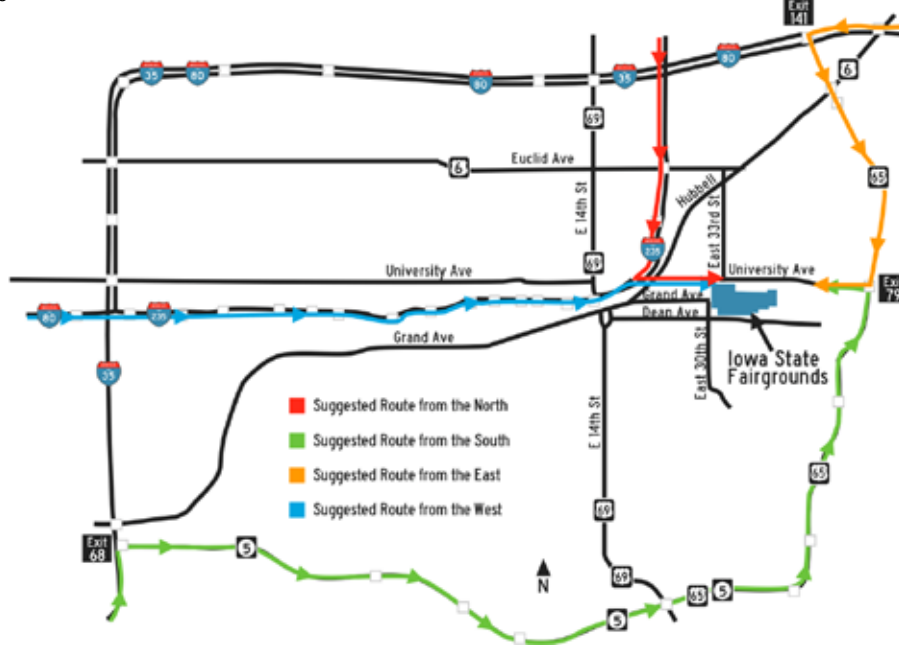 Exit
141
35
80
80
35
80
69
6
6
Euclid Ave
65
Hubbell
E 14th St
East 33rd St
235
69
University Ave
University Ave
Exit
79
Grand Ave
80
235
Dean Ave
Grand Ave
35
East 30th St
Iowa State
Fairgrounds
Suggested Route from the North
Suggested Route from the South
Suggested Route from the East
Suggested Route from the West
E 14th St
65
69
Exit
68
5
N
69
65
5
5